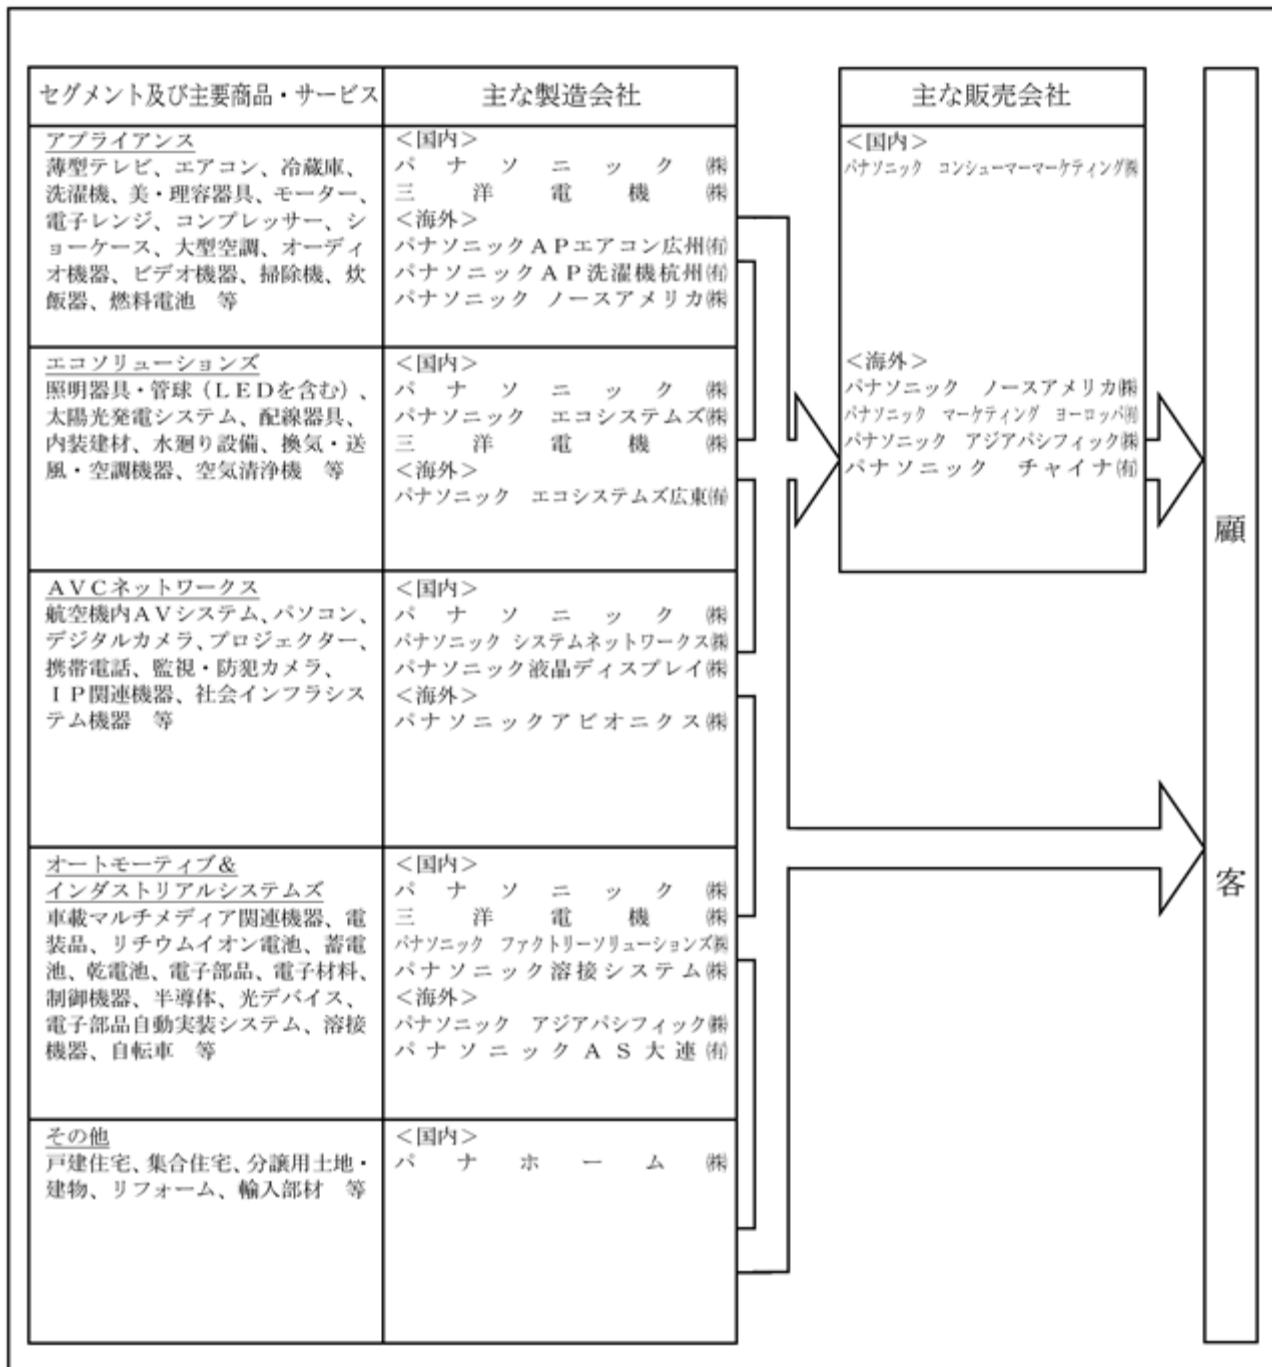 セグメント及び主要商品・サービス
主な製造会社
主な販売会社
アプライアンス
薄型テレビ、エアコン、冷蔵庫、
洗濯機、美・理容器具、モーター、
電子レンジ、コンプレッサー、シ
ョーケース、大型空調、オーディ
オ機器、ビデオ機器、掃除機、炊
飯器、燃料電池　等
＜国内＞
パナソニック㈱
三洋電機㈱
＜海外＞
パナソニックＡＰエアコン広州㈲
パナソニックＡＰ洗濯機杭州㈲
パナソニック ノースアメリカ㈱
エコソリューションズ
照明器具・管球（ＬＥＤを含む）、
太陽光発電システム、配線器具、
内装建材、水廻り設備、換気・送
風・空調機器、空気清浄機　等
＜国内＞
パナソニック㈱
パナソニック　エコシステムズ㈱
三洋電機㈱
＜海外＞
パナソニック　エコシステムズ広東㈲
ＡＶＣネットワークス
航空機内ＡＶシステム、パソコン、
デジタルカメラ、プロジェクター、
携帯電話、監視・防犯カメラ、
ＩＰ関連機器、社会インフラシス
テム機器　等
＜国内＞
パナソニック㈱
パナソニック システムネットワークス㈱
パナソニック液晶ディスプレイ㈱
＜海外＞
パナソニックアビオニクス㈱
オートモーティブ＆
インダストリアルシステムズ
車載マルチメディア関連機器、電
装品、リチウムイオン電池、蓄電
池、乾電池、電子部品、電子材料、
制御機器、半導体、光デバイス、
電子部品自動実装システム、溶接
機器、自転車　等
＜国内＞
パナソニック㈱
三洋電機㈱
パナソニック　ファクトリーソリューションズ㈱
パナソニック溶接システム㈱
＜海外＞
パナソニック　アジアパシフィック㈱
パナソニックＡＳ大連㈲
その他
戸建住宅、集合住宅、分譲用土地・
建物、リフォーム、輸入部材　等
＜国内＞
パナホーム㈱
＜国内＞
パナソニック　コンシューマーマーケティング㈱
＜海外＞
パナソニック　ノースアメリカ㈱
パナソニック　マーケティング　ヨーロッパ㈲
パナソニック　アジアパシフィック㈱
パナソニック　チャイナ㈲
顧
客